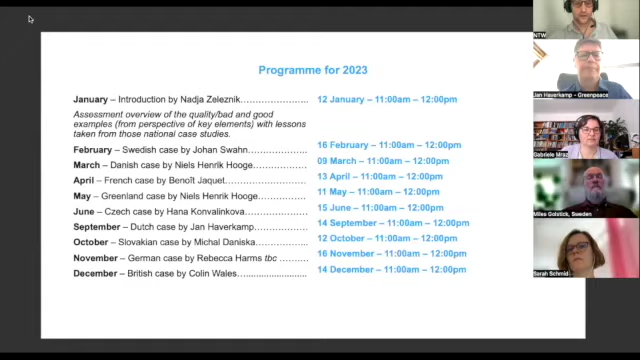 Programme for 2023
January – Introduction by Nadja Zeleznik…………………….. 12 January - 11:00am – 12:00pm
Assessment overview of the quality/bad and good
examples (from perspective of key elements) with lessons
taken from those national case studies.
February – Swedish case by Johan Swahn………………… 16 February - 11:00am – 12:00pm
March – Danish case by Niels Henrik Hooge…………….. 09 March - 11:00am – 12:00pm
April – French case by Benoît Jaquet……………………….. 13 April - 11:00am – 12:00pm
May – Greenland case by Niels Henrik Hooge…………… 11 May - 11:00am – 12:00pm
June – Czech case by Hana Konvalinkova………………… 15 June - 11:00am – 12:00pm
September – Dutch case by Jan Haverkamp……………… 14 September - 11:00am – 12:00pm
October – Slovakian case by Michal Daniska……………… 12 October - 11:00am – 12:00pm
November – German case by Rebecca Harms tbc ………. 16 November - 11:00am – 12:00pm
December – British case by Colin Wales........................... 14 December - 11:00am – 12:00pm
NTW
Jan Haverkamp - Greenpeace
Gabriele Mraz
Miles Goldstick, Sweden
Sarah Schmid